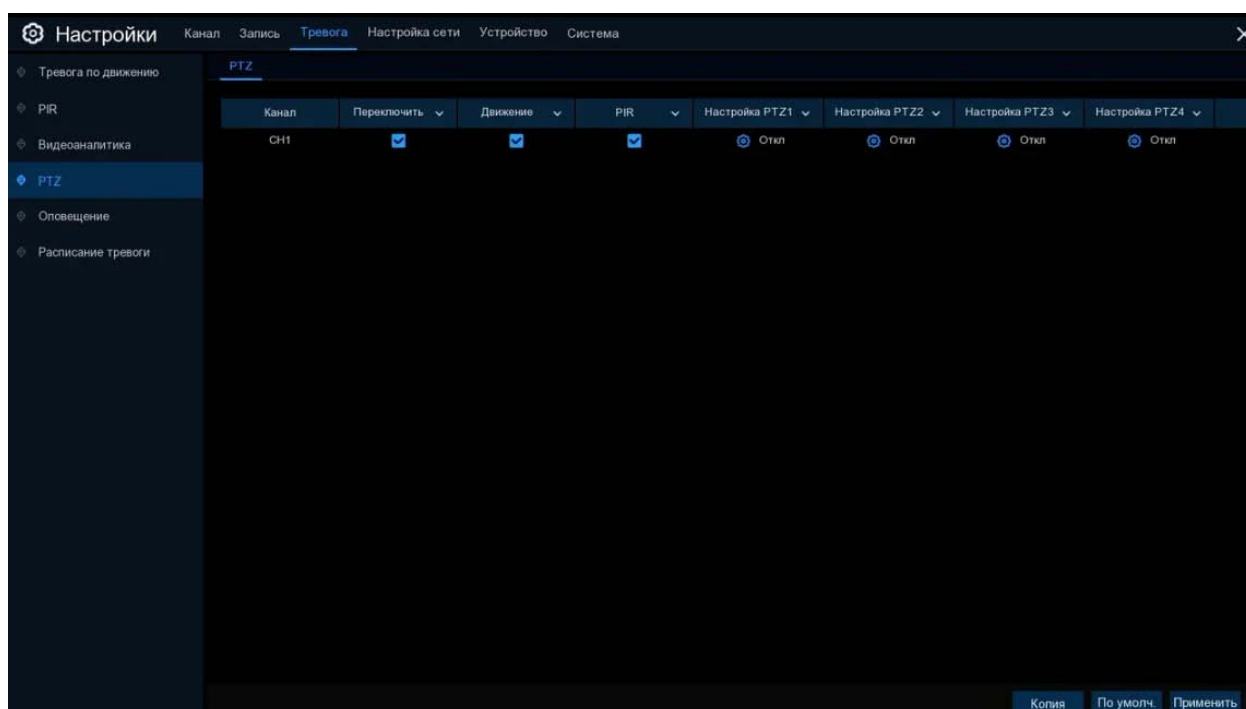 Настройки Канал Запись Тревога Настройка сети Устройство Система
Тревога по движению
PIR
Видеоаналитика
PTZ
Оповещение
Расписание тревоги
PTZ
Канал Переключить Движение PIR Настройка PTZ1 Настройка PTZ2 Настройка PTZ3 Настройка PTZ4
CH1 Откл Откл Откл Откл
Копия По умолч. Применить